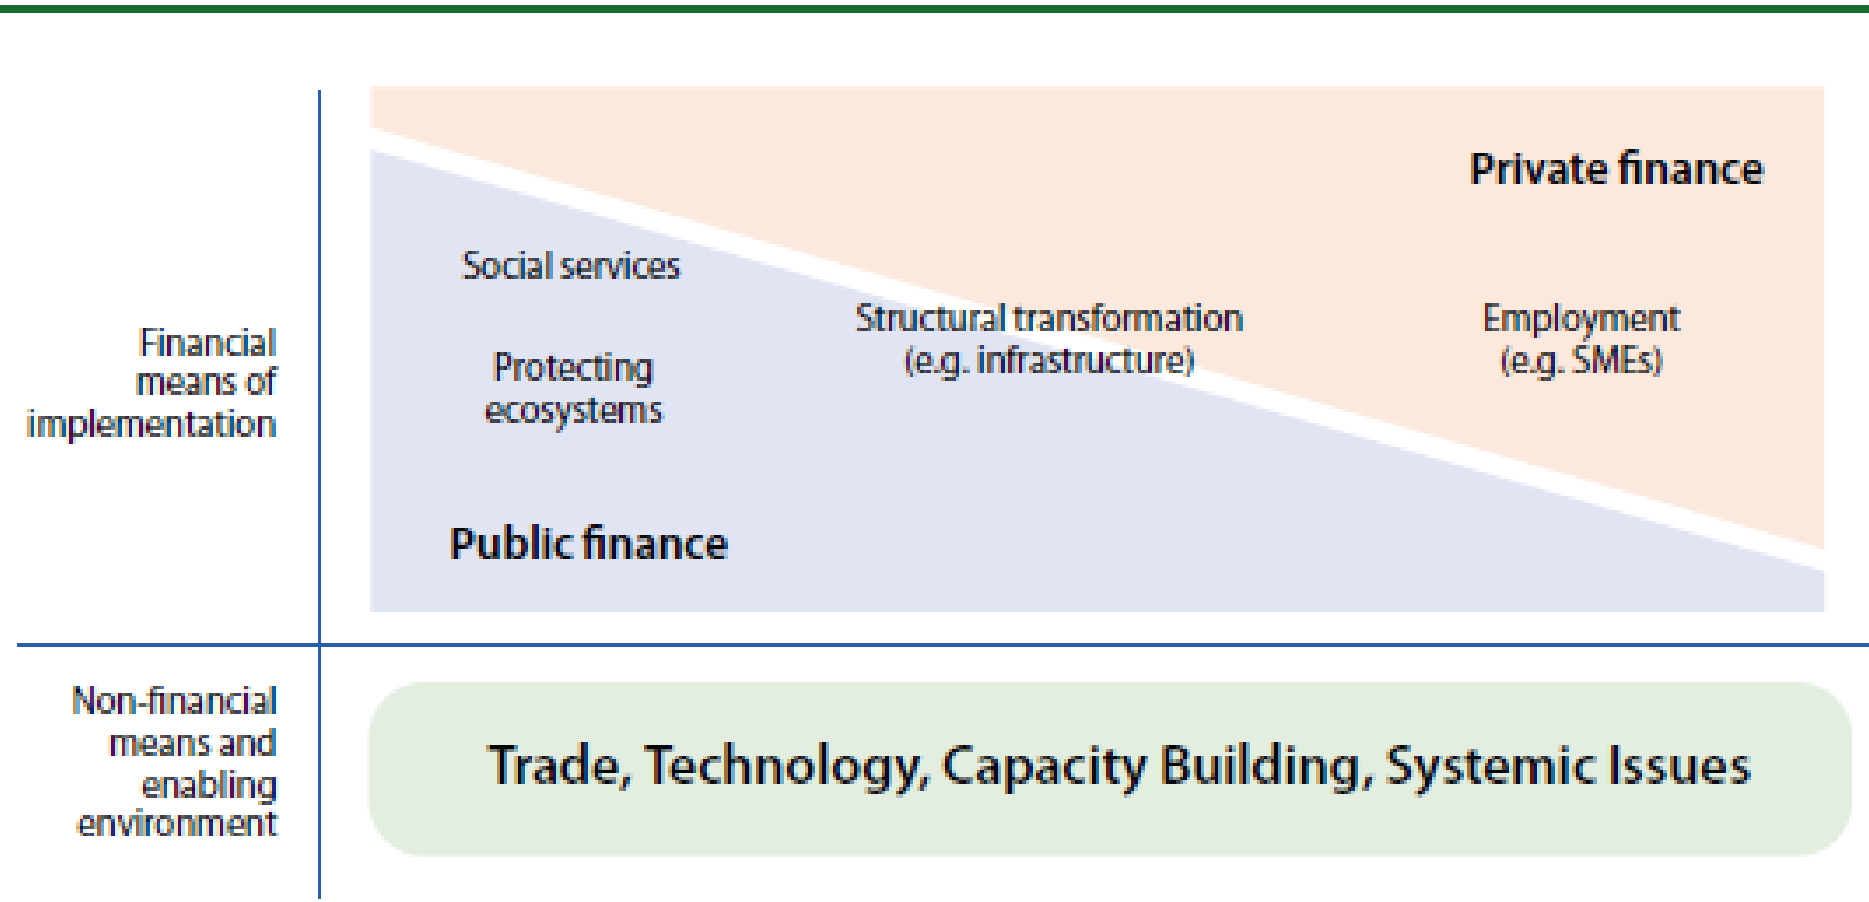 Private finance
Social services
Structural transformation
(e.g. infrastructure)
Employment
(e.g. SMEs)
Financial
means of
implementation
Protecting
ecosystems
Public finance
Non-financial
means and
enabling
environment
Trade, Technology, Capacity Building, Systemic Issues